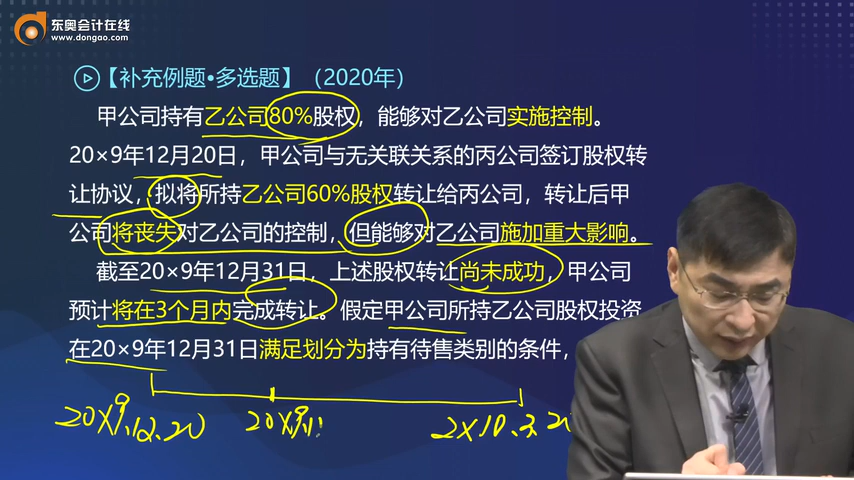 东奥会计在线
www.dongao.com
【补充例题•多选题】（2020年）
甲公司持有乙公司80%股权，能够对乙公司实施控制。
20×9年12月20日，甲公司与无关联关系的丙公司签订股权转
让协议，拟将所持乙公司60%股权转让给丙公司，转让后甲
公司将丧失对乙公司的控制，但能够对乙公司施加重大影响。
截至20×9年12月31日，上述股权转让尚未成功，甲公司
预计将在3个月内完成转让。假定甲公司所持乙公司股权投资
在20×9年12月31日满足划分为持有待售类别的条件，
20X9.12.20 20X9.1 2X10.3.20